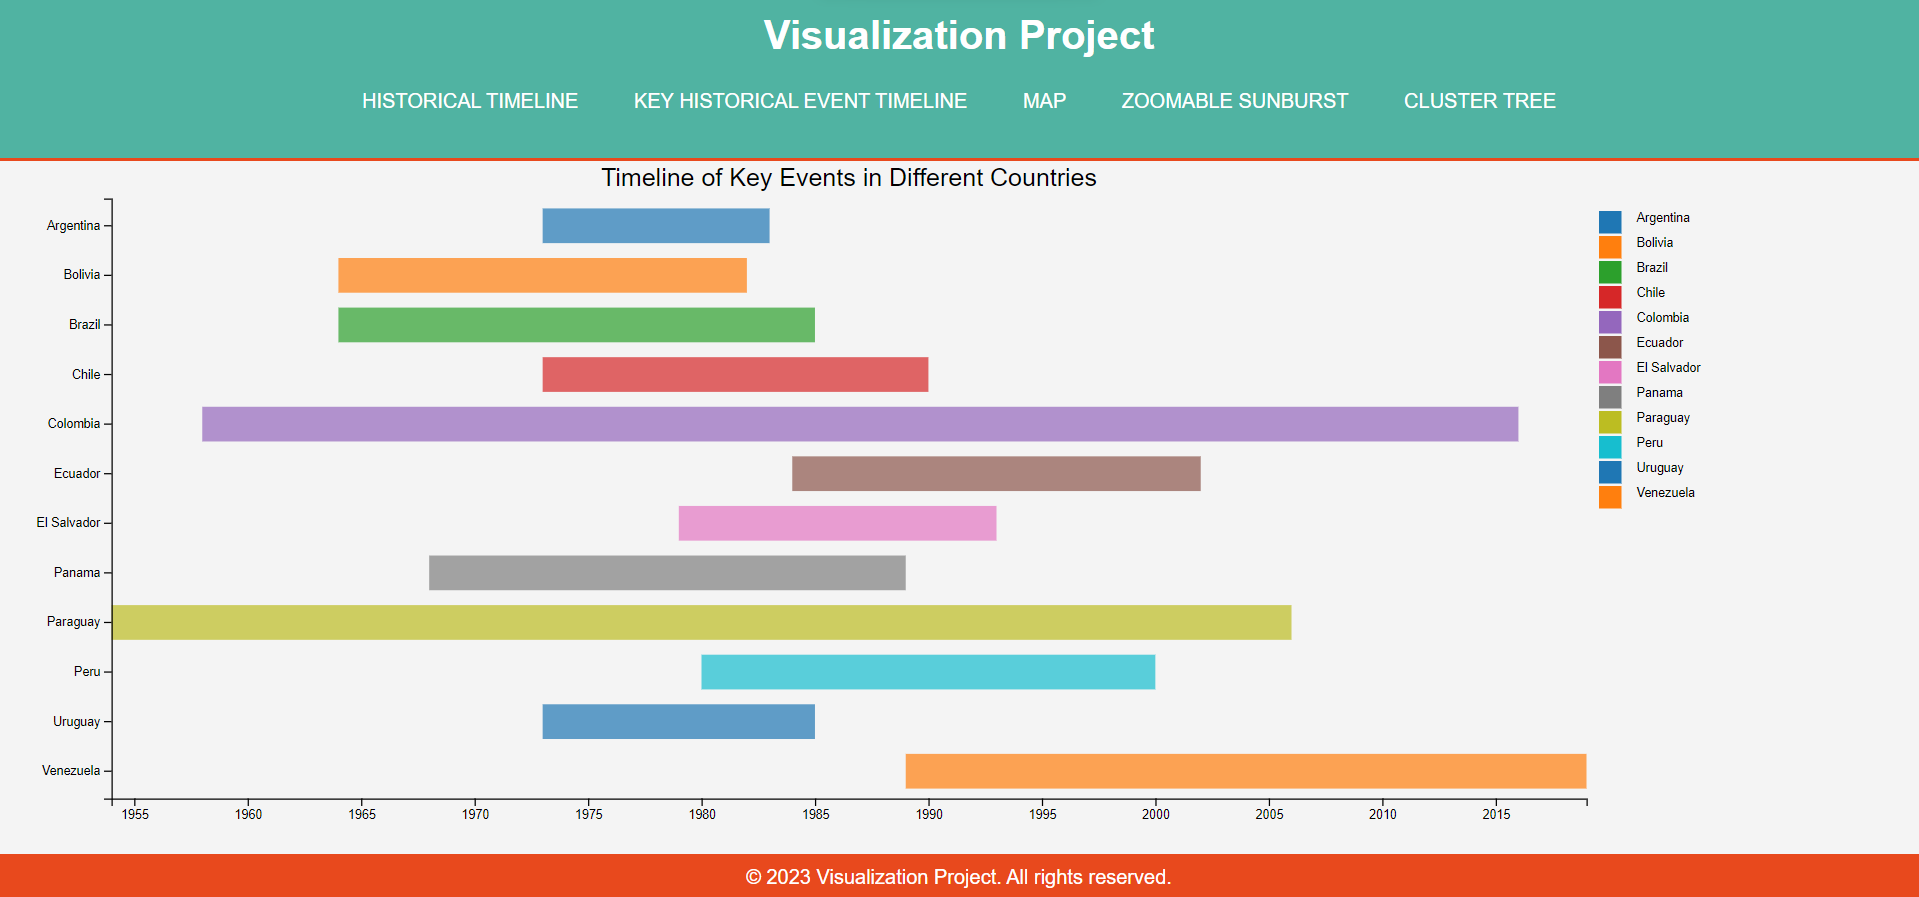 Visualization Project
HISTORICAL TIMELINE KEY HISTORICAL EVENT TIMELINE MAP ZOOMABLE SUNBURST CLUSTER TREE
Timeline of Key Events in Different Countries
Argentina
Bolivia
Brazil
Chile
Colombia
Ecuador
El Salvador
Panama
Paraguay
Peru
Uruguay
Venezuela
1955 1960 1965 1970 1975 1980 1985 1990 1995 2000 2005 2010 2015
Argentina
Bolivia
Brazil
Chile
Colombia
Ecuador
El Salvador
Panama
Paraguay
Peru
Uruguay
Venezuela
© 2023 Visualization Project. All rights reserved.